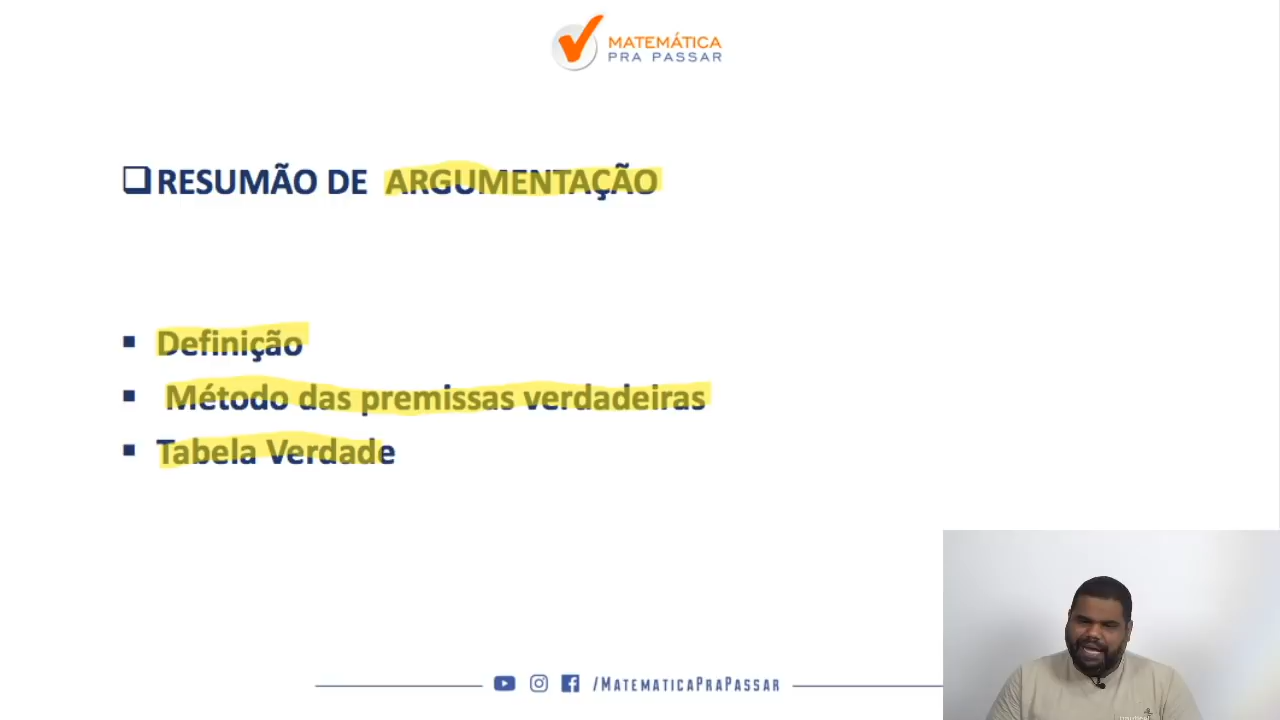 MATEMÁTICA
PRA PASSAR
RESUMÃO DE ARGUMENTAÇÃO
Definição
Método das premissas verdadeiras
Tabela Verdade
/MATEMATICAPRAPASSAR